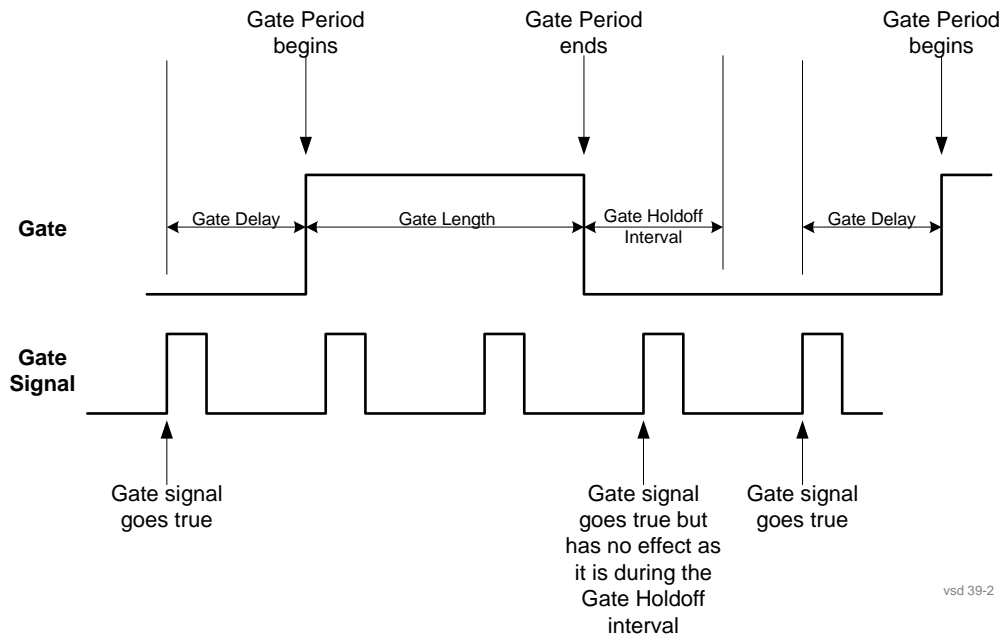 Gate Period
begins
Gate Period
ends
Gate Period
begins
Gate
Gate Delay
Gate Length
Gate Holdoff
Interval
Gate Delay
Gate
Signal
Gate signal
goes true
Gate signal
goes true but
has no effect as
it is during the
Gate Holdoff
interval
Gate signal
goes true
vsd 39-2